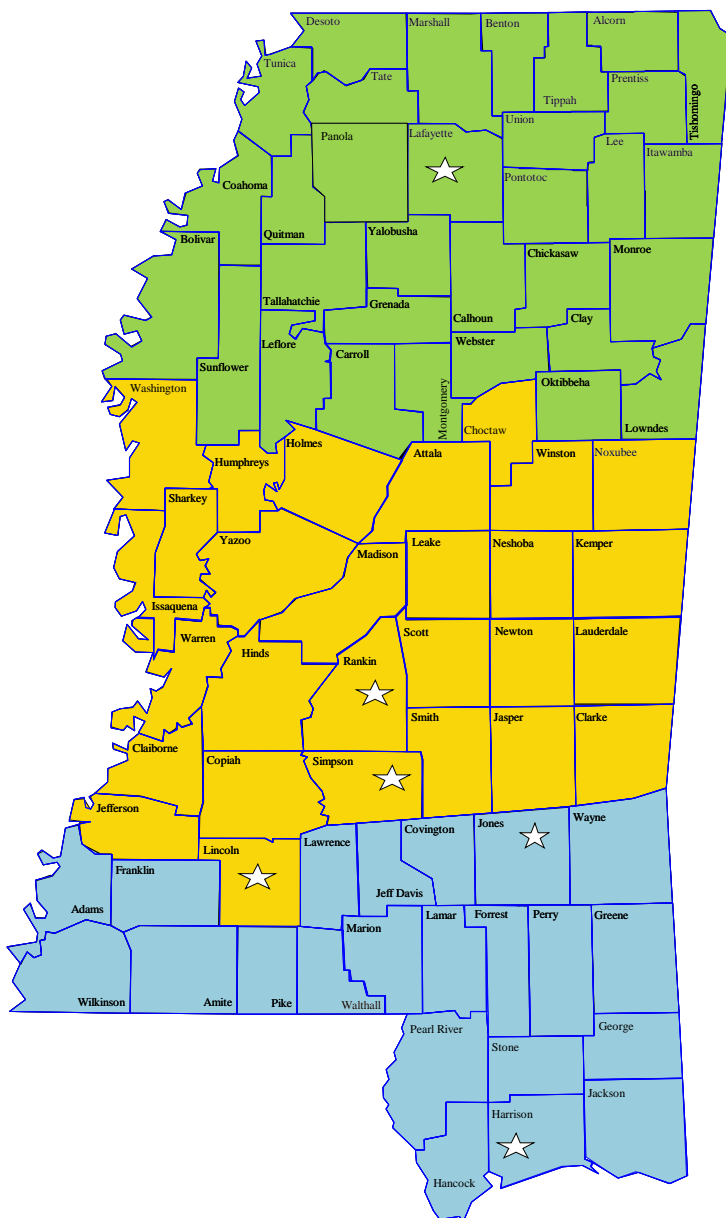 Desoto
Marshall
Benton
Alcorn
Tunica
Tate
Tippah
Prentiss
Tishomingo
Panola
Lafayette
Union
Lee
Itawamba
Coahoma
Pontotoc
Quitman
Bolivar
Yalobusha
Chickasaw
Monroe
Tallahatchie
Grenada
Calhoun
Clay
Leflore
Carroll
Webster
Sunflower
Washington
Montgomery
Oktibbeha
Lowndes
Choctaw
Holmes
Humphreys
Attala
Winston
Noxubee
Sharkey
Yazoo
Madison
Leake
Neshoba
Kemper
Issaquena
Warren
Hinds
Rankin
Scott
Newton
Lauderdale
Smith
Jasper
Clarke
Claiborne
Copiah
Simpson
Jefferson
Lincoln
Lawrence
Covington
Jones
Wayne
Franklin
Jeff Davis
Adams
Marion
Lamar
Forrest
Perry
Greene
Wilkinson
Amite
Pike
Walthall
Pearl River
George
Stone
Jackson
Harrison
Hancock